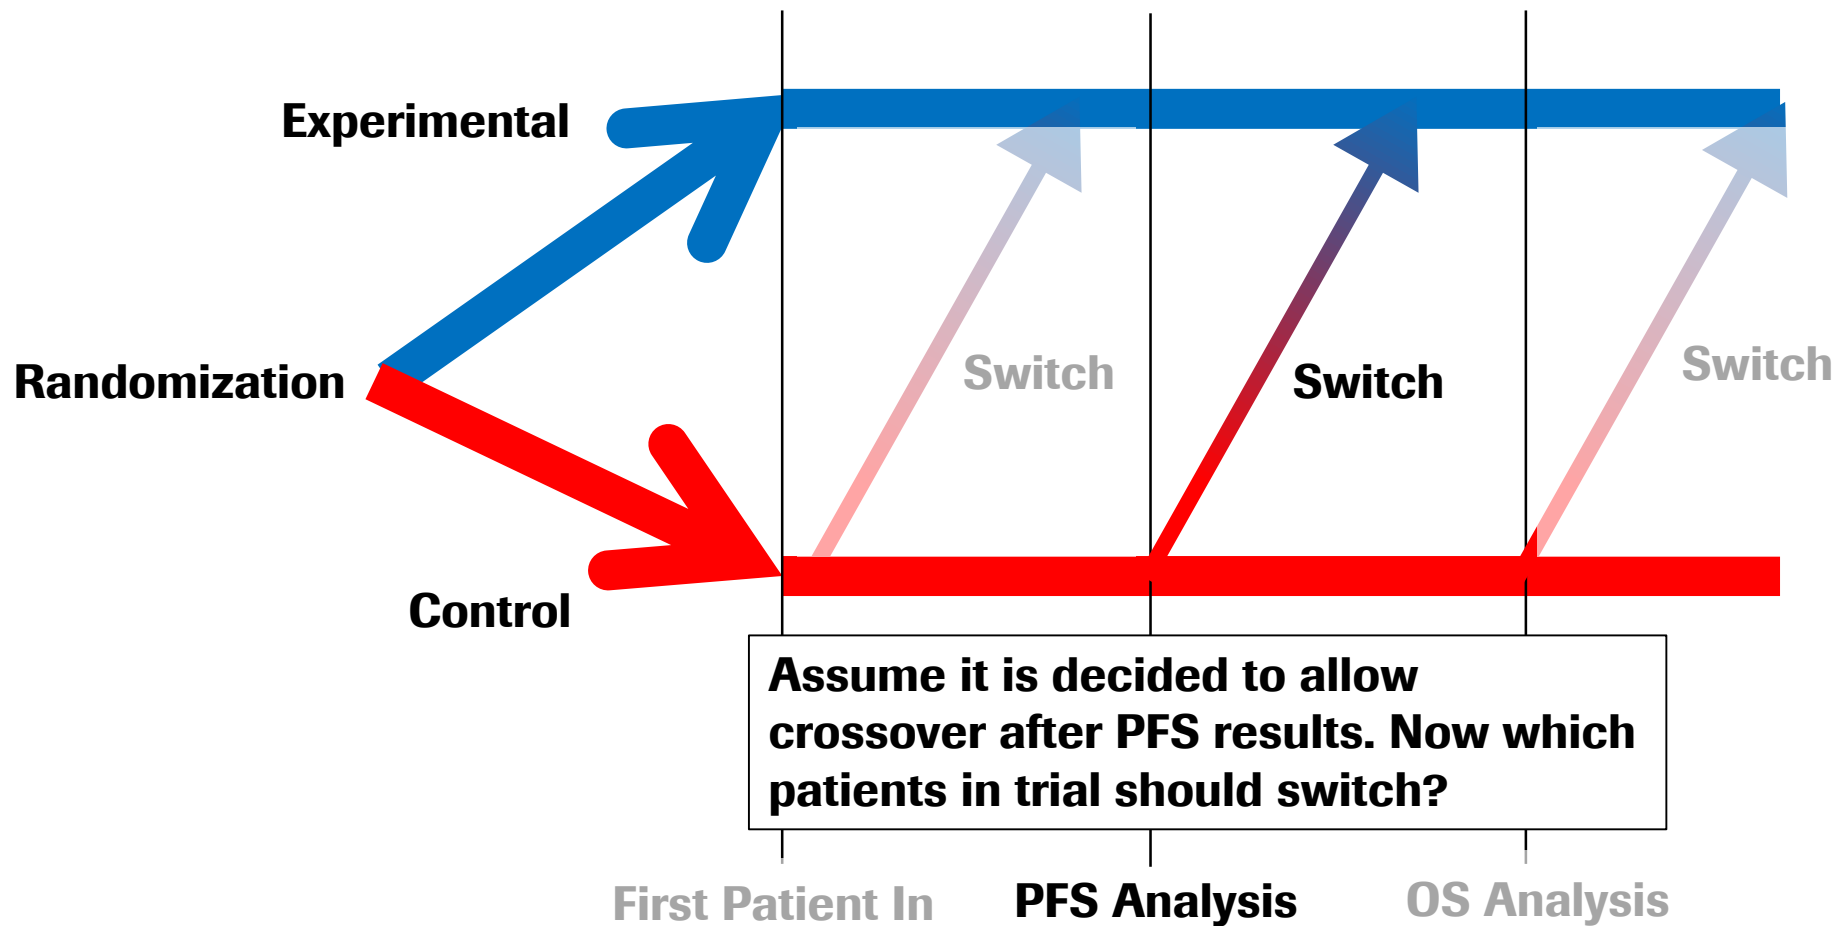 Experimental
Randomization
Switch
Switch
Switch
Control
Assume it is decided to allow
crossover after PFS results. Now which
patients in trial should switch?
First Patient In
PFS Analysis
OS Analysis